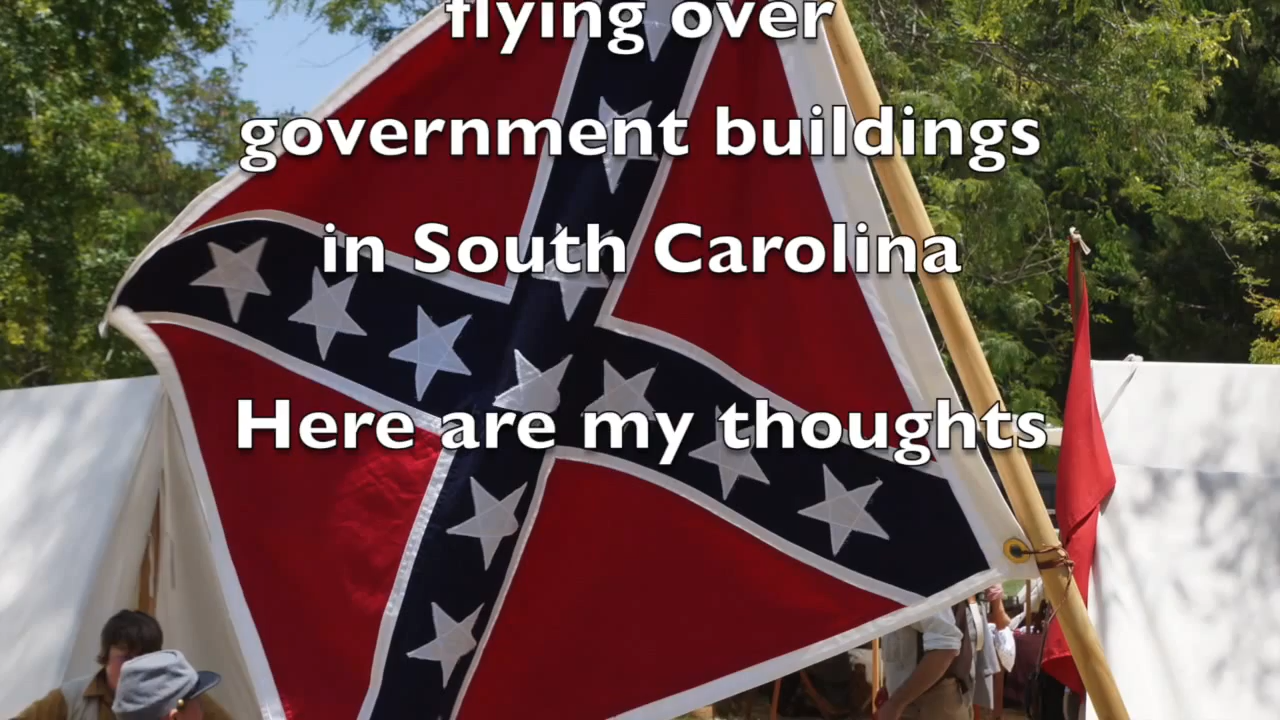 flying over
government buildings
in South Carolina
Here are my thoughts